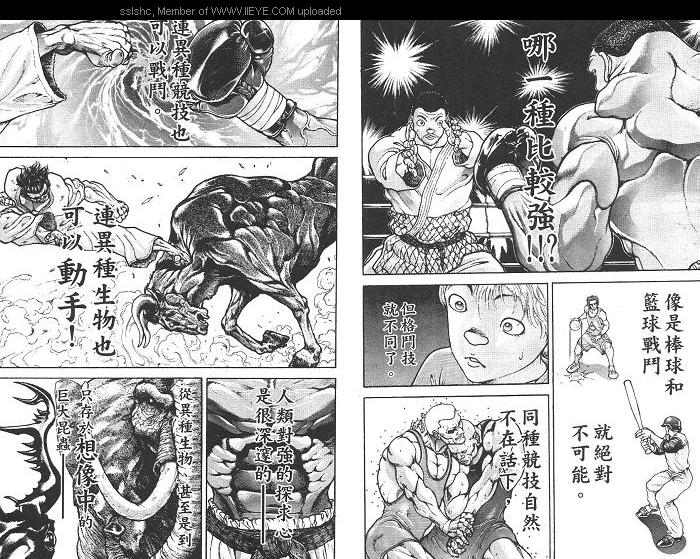 sslshc, Member of WWW.IIEYE.COM uploaded
哪一種比較強!!?
像是棒球和
籃球戰鬥
就絕對
不可能。
但格鬥技
就不同了。
同種競技自然
不在話下，
連異種競技也
可以戰鬥。
連異種生物也
可以動手！
人類對強的探求心
是很深遠的——
從異種生物、甚至是到
只存於想像中的
巨大昆蟲——